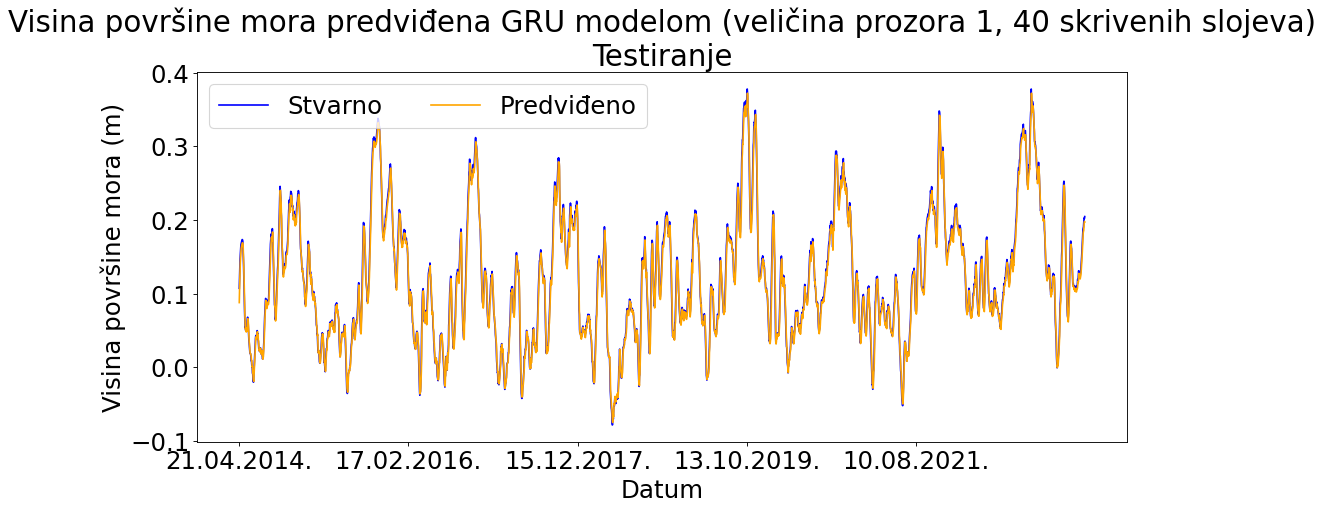 Visina površine mora predviđena GRU modelom (veličina prozora 1, 40 skrivenih slojeva)
Testiranje
Stvarno
Predviđeno
Visina površine mora (m)
0.4
0.3
0.2
0.1
0.0
−0.1
21.04.2014.
17.02.2016.
15.12.2017.
13.10.2019.
10.08.2021.
Datum